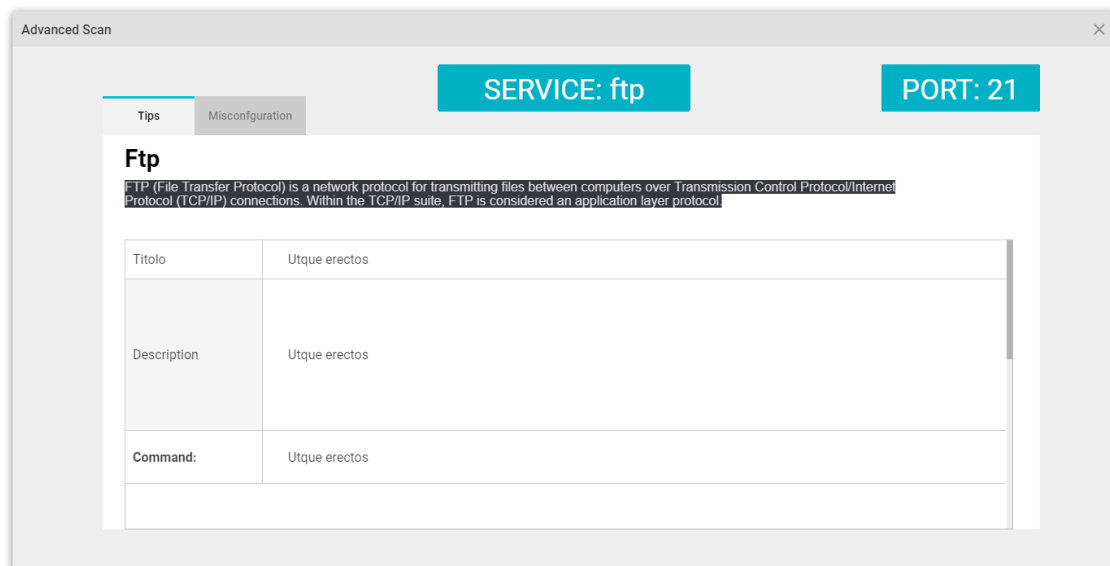 Advanced Scan
SERVICE: ftp
PORT: 21
Tips
Misconfguration
Ftp
FTP (File Transfer Protocol) is a network protocol for transmitting files between computers over Transmission Control Protocol/Internet
Protocol (TCP/IP) connections. Within the TCP/IP suite, FTP is considered an application layer protocol.
Titolo
Utque erectos
Description
Utque erectos
Command:
Utque erectos